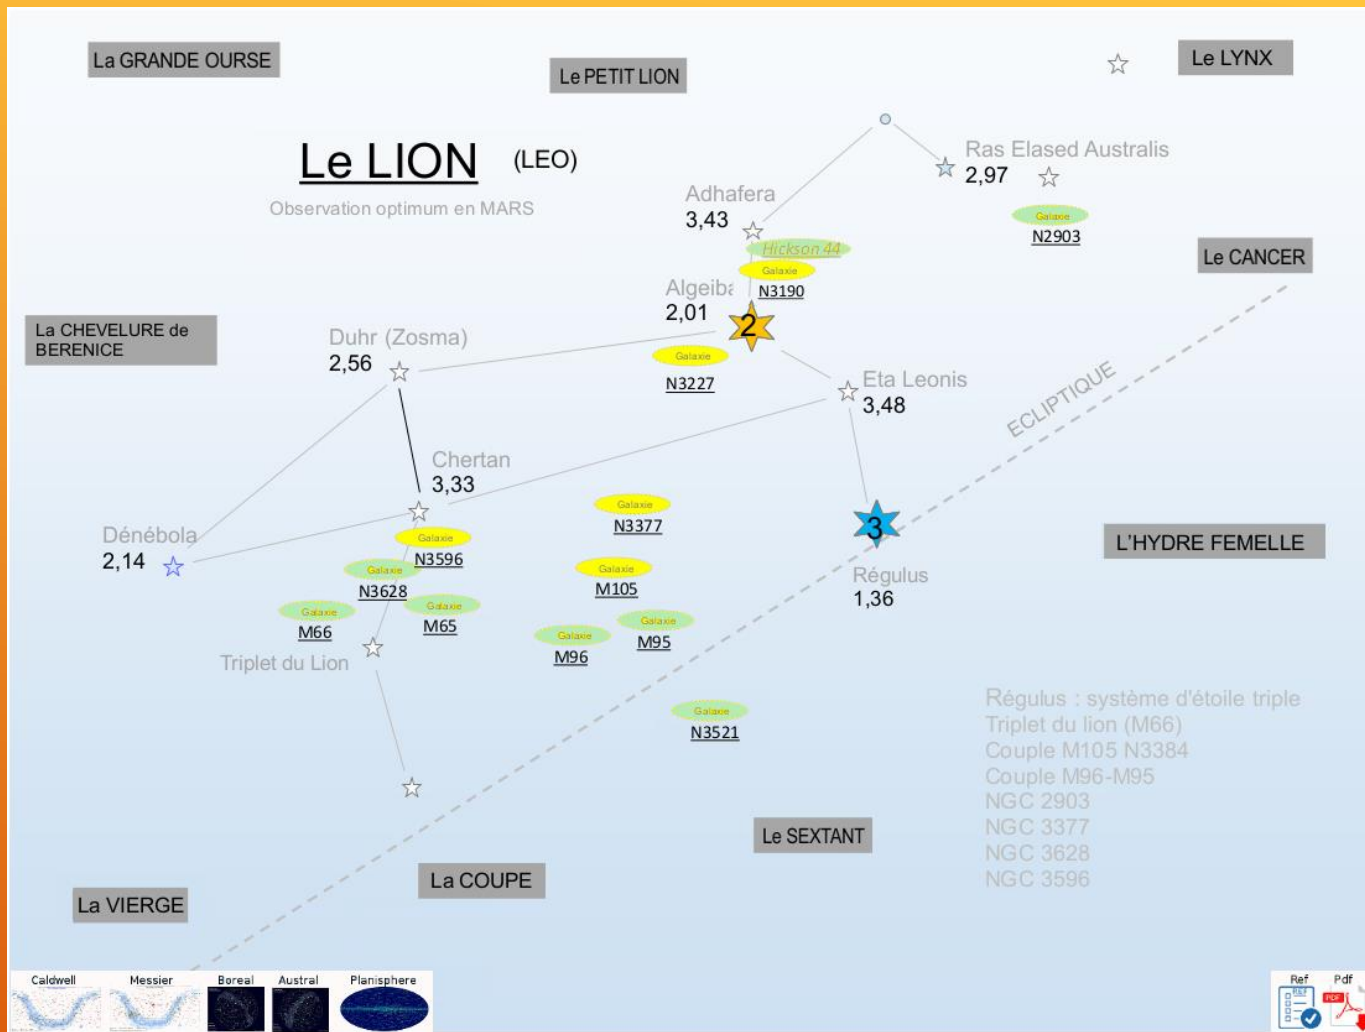 La GRANDE OURSE
Le PETIT LION
Le LYNX
Le LION (LEO)
Observation optimum en MARS
Ras Elased Australis
2,97
Adhafera
3,43
Galaxie
N2903
Hickson 44
Galaxie
N3190
Le CANCER
Algeiba
2,01
2
La CHEVELURE de
BERENICE
Duhr (Zosma)
2,56
Galaxie
N3227
Eta Leonis
3,48
ECLIPTIQUE
Chertan
3,33
Galaxie
N3377
3
Dénébola
2,14
Galaxie
N3596
L'HYDRE FEMELLE
Galaxie
N3628
Galaxie
M105
Régulus
1,36
Galaxie
M66
Galaxie
M65
Galaxie
M96
Galaxie
M95
Triplet du Lion
Galaxie
N3521
Régulus : système d'étoile triple
Triplet du lion (M66)
Couple M105 N3384
Couple M96-M95
NGC 2903
NGC 3377
NGC 3628
NGC 3596
Le SEXTANT
La COUPE
La VIERGE
Caldwell
Messier
Boreal
Austral
Planisphere
Ref
Pdf
REF
PDF